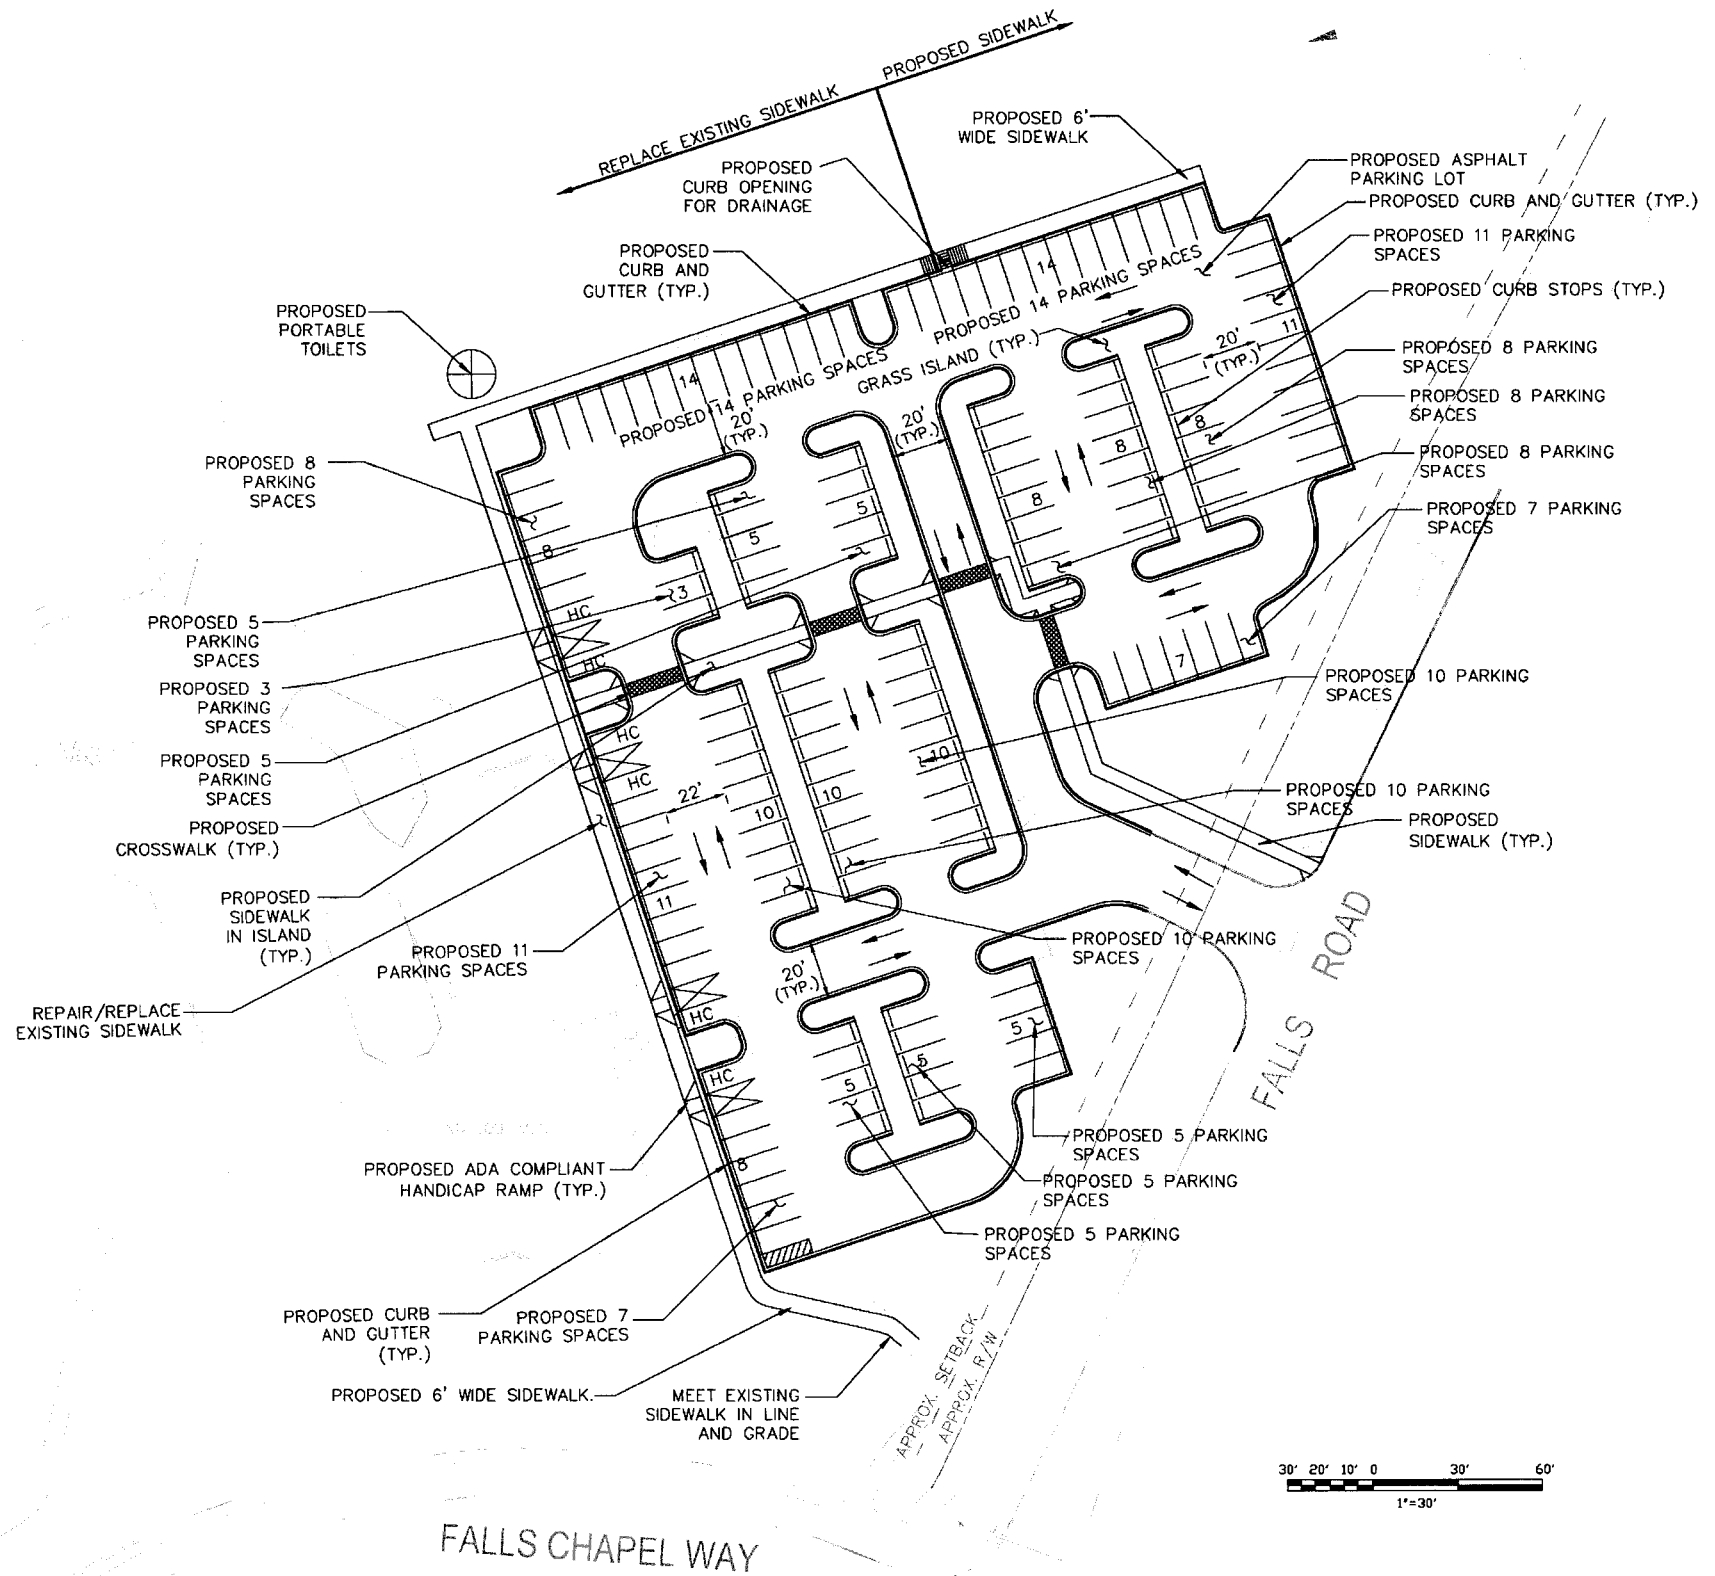 PROPOSED SIDEWALK
REPLACE EXISTING SIDEWALK
PROPOSED 6'
WIDE SIDEWALK
PROPOSED
CURB OPENING
FOR DRAINAGE
PROPOSED ASPHALT
PARKING LOT
PROPOSED CURB AND GUTTER (TYP.)
PROPOSED 11 PARKING
SPACES
PROPOSED
CURB AND
GUTTER (TYP.)
PROPOSED CURB STOPS (TYP.)
PROPOSED
PORTABLE
TOILETS
14
PROPOSED 14 PARKING SPACES
GRASS ISLAND (TYP.)
14
PROPOSED 14 PARKING SPACES
11
20'
(TYP.)
20'
(TYP.)
20'
(TYP.)
PROPOSED 8 PARKING
SPACES
PROPOSED 8 PARKING
SPACES
PROPOSED 8 PARKING
SPACES
PROPOSED 7 PARKING
SPACES
PROPOSED 8
PARKING
SPACES
8
8
8
8
5
5
3
7
HC
HC
HC
HC
PROPOSED 5
PARKING
SPACES
PROPOSED 3
PARKING
SPACES
PROPOSED 5
PARKING
SPACES
PROPOSED
CROSSWALK (TYP.)
PROPOSED
SIDEWALK
IN ISLAND
(TYP.)
REPAIR/REPLACE
EXISTING SIDEWALK
PROPOSED 11
PARKING SPACES
22'
10
10
10
11
PROPOSED 10 PARKING
SPACES
PROPOSED 10 PARKING
SPACES
PROPOSED
SIDEWALK (TYP.)
PROPOSED 10 PARKING
SPACES
20'
(TYP.)
HC
HC
5
5
5
8
FALLS ROAD
PROPOSED 5 PARKING
SPACES
PROPOSED 5 PARKING
SPACES
PROPOSED 5 PARKING
SPACES
PROPOSED ADA COMPLIANT
HANDICAP RAMP (TYP.)
PROPOSED CURB
AND GUTTER
(TYP.)
PROPOSED 7
PARKING SPACES
PROPOSED 6' WIDE SIDEWALK.
MEET EXISTING
SIDEWALK IN LINE
AND GRADE
APPROX. SETBACK
APPROX. R/W
30' 20' 10' 0 30' 60'
1"=30'
FALLS CHAPEL WAY